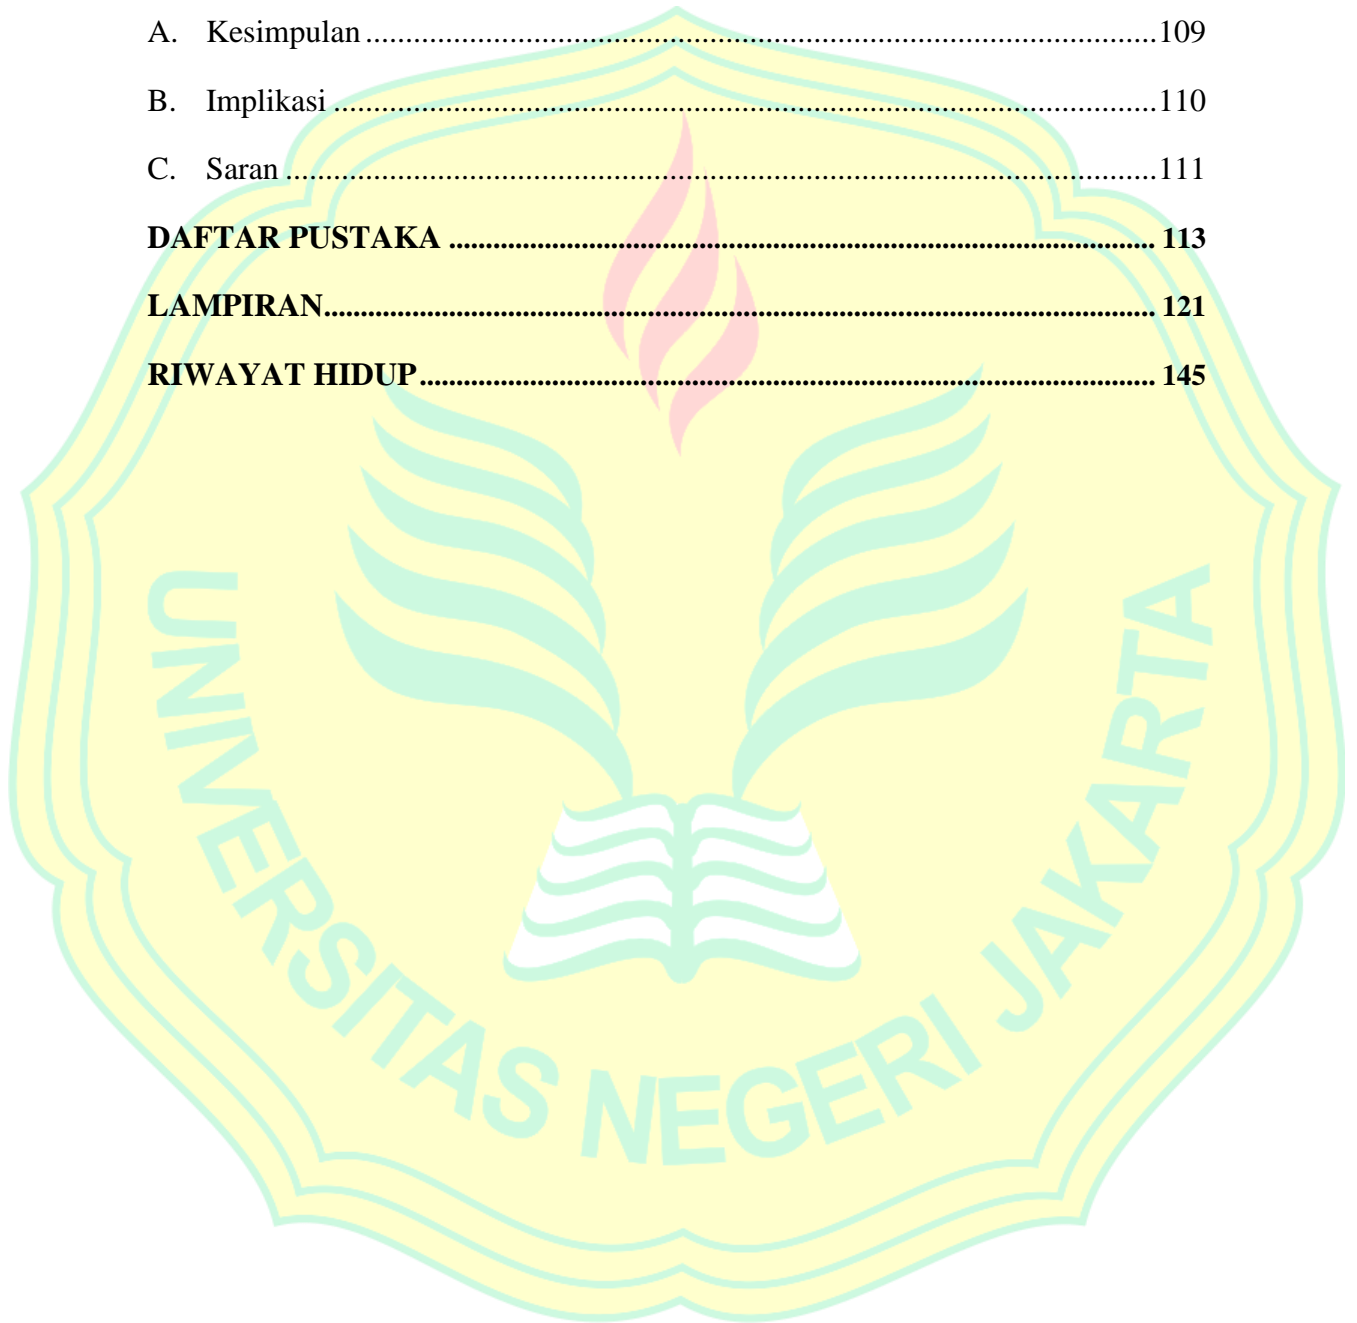 A. Kesimpulan ........................................................................................................109
B. Implikasi ............................................................................................................110
C. Saran ..................................................................................................................111
DAFTAR PUSTAKA ............................................................................................. 113
LAMPIRAN............................................................................................................. 121
RIWAYAT HIDUP................................................................................................. 145
UNIVERSITAS NEGERI JAKARTA